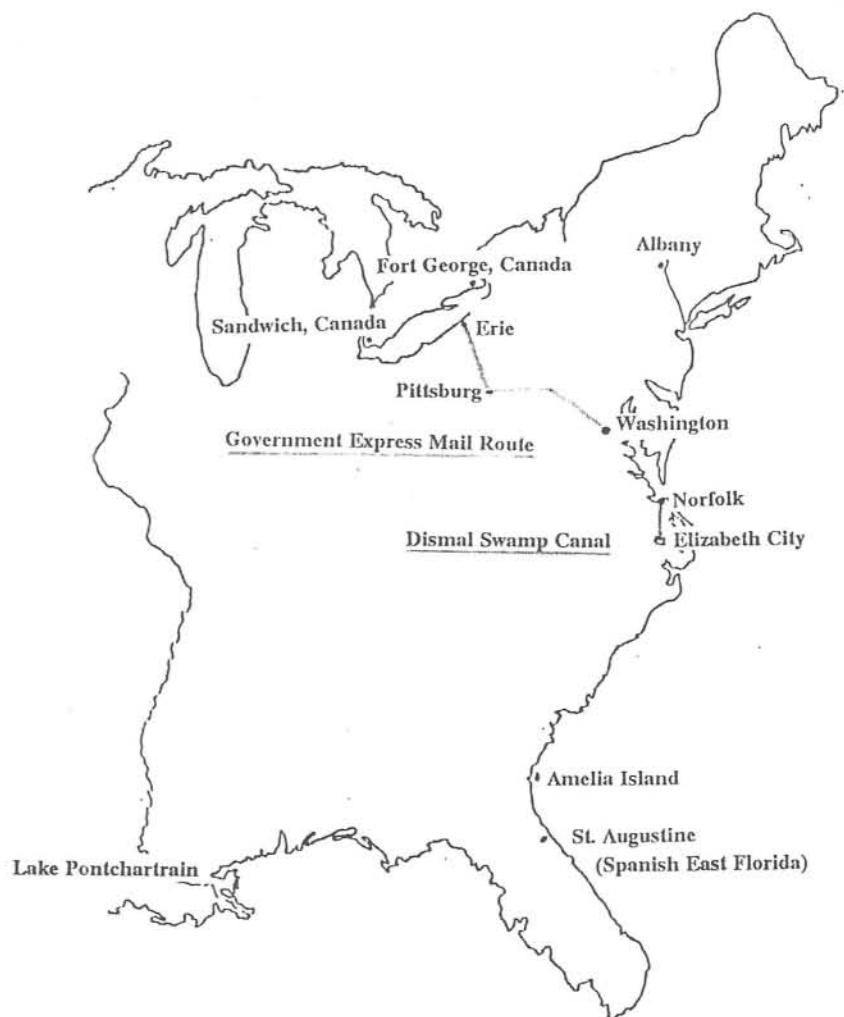 Albany
Fort George, Canada
Sandwich, Canada
Erie
Pittsburg
Washington
Government Express Mail Route
Norfolk
Dismal Swamp Canal
Elizabeth City
Amelia Island
St. Augustine
(Spanish East Florida)
Lake Pontchartrain